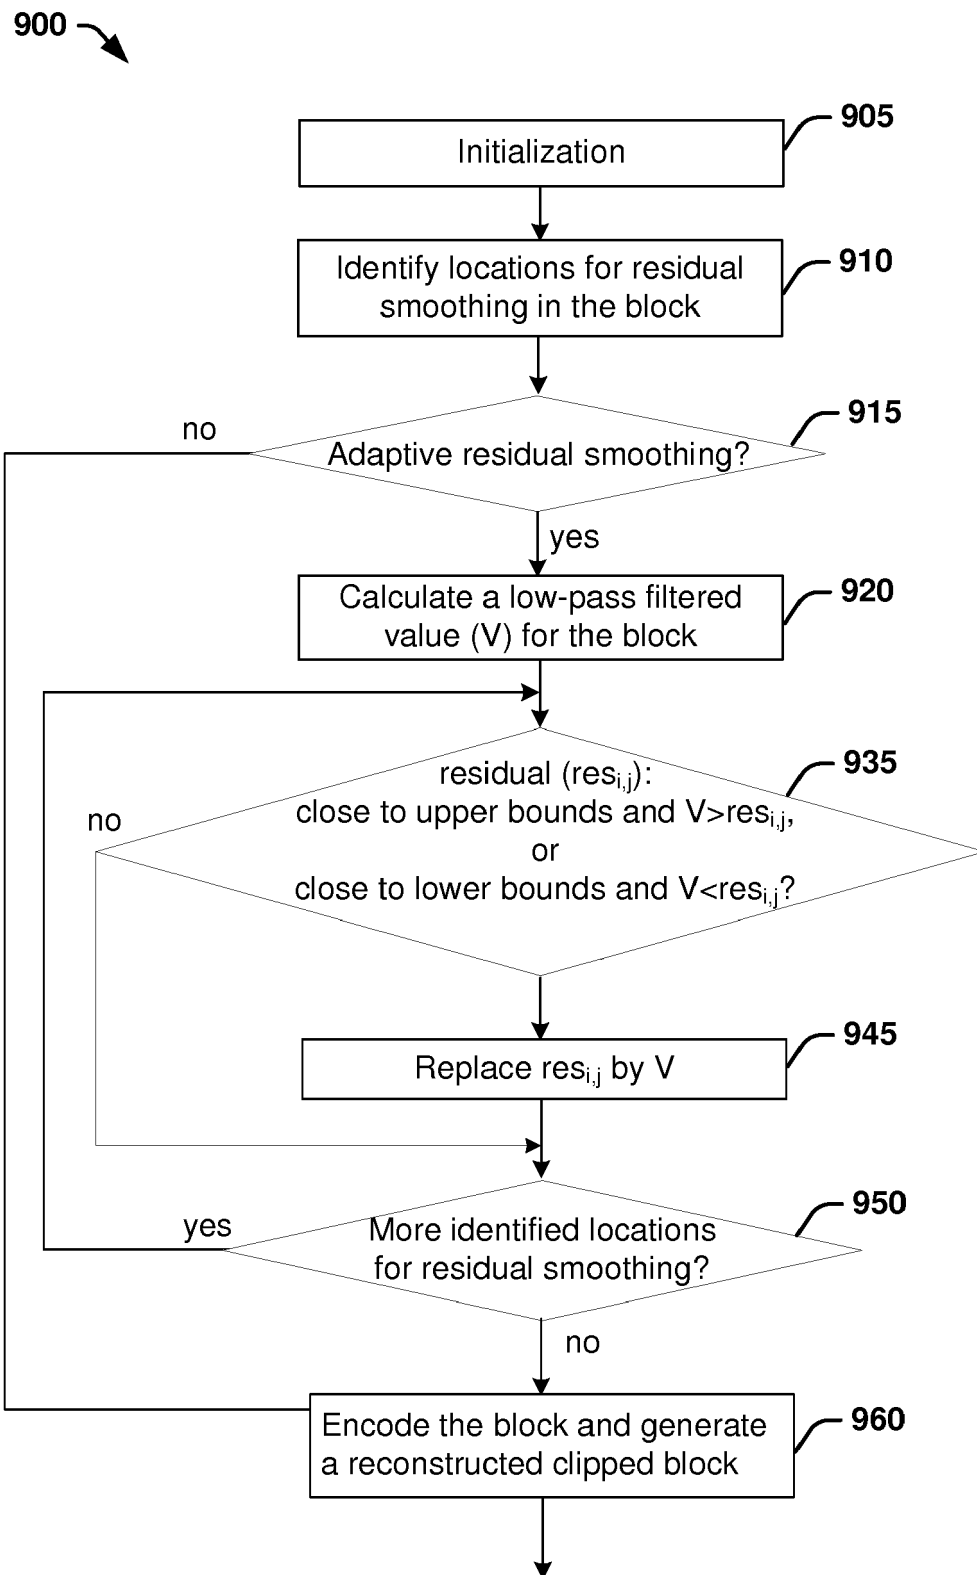 900
905
Initialization
910
Identify locations for residual
smoothing in the block
915
no
Adaptive residual smoothing?
yes
920
Calculate a low-pass filtered
value (V) for the block
935
residual (resi,j):
close to upper bounds and V>resi,j,
no
or
close to lower bounds and V<resi,j?
945
Replace resi,j by V
950
yes
More identified locations
for residual smoothing?
no
960
Encode the block and generate
a reconstructed clipped block